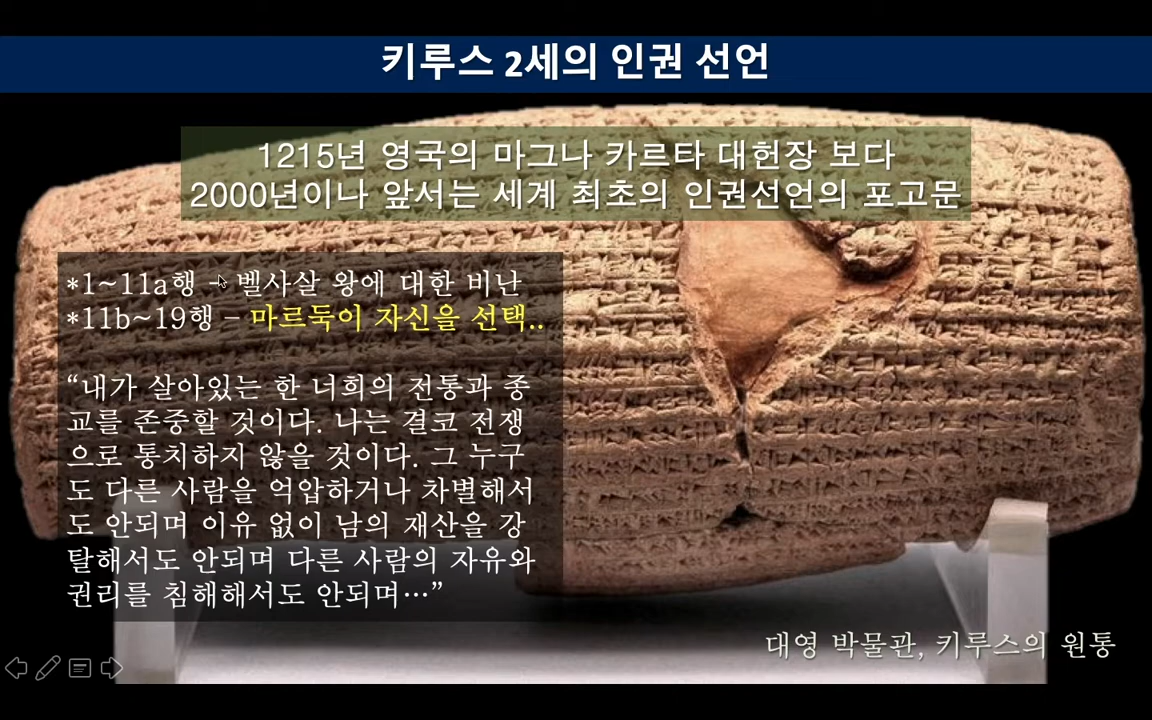 키루스 2세의 인권 선언
1215년 영국의 마그나 카르타 대헌장 보다
2000년이나 앞서는 세계 최초의 인권선언의 포고문
*1~11a행 – 벨사살 왕에 대한 비난
*11b~19행 – 마르둑이 자신을 선택..
“내가 살아있는 한 너희의 전통과 종
교를 존중할 것이다. 나는 결코 전쟁
으로 통치하지 않을 것이다. 그 누구
도 다른 사람을 억압하거나 차별해서
도 안되며 이유 없이 남의 재산을 강
탈해서도 안되며 다른 사람의 자유와
권리를 침해해서도 안되며…”
대영 박물관, 키루스의 원통